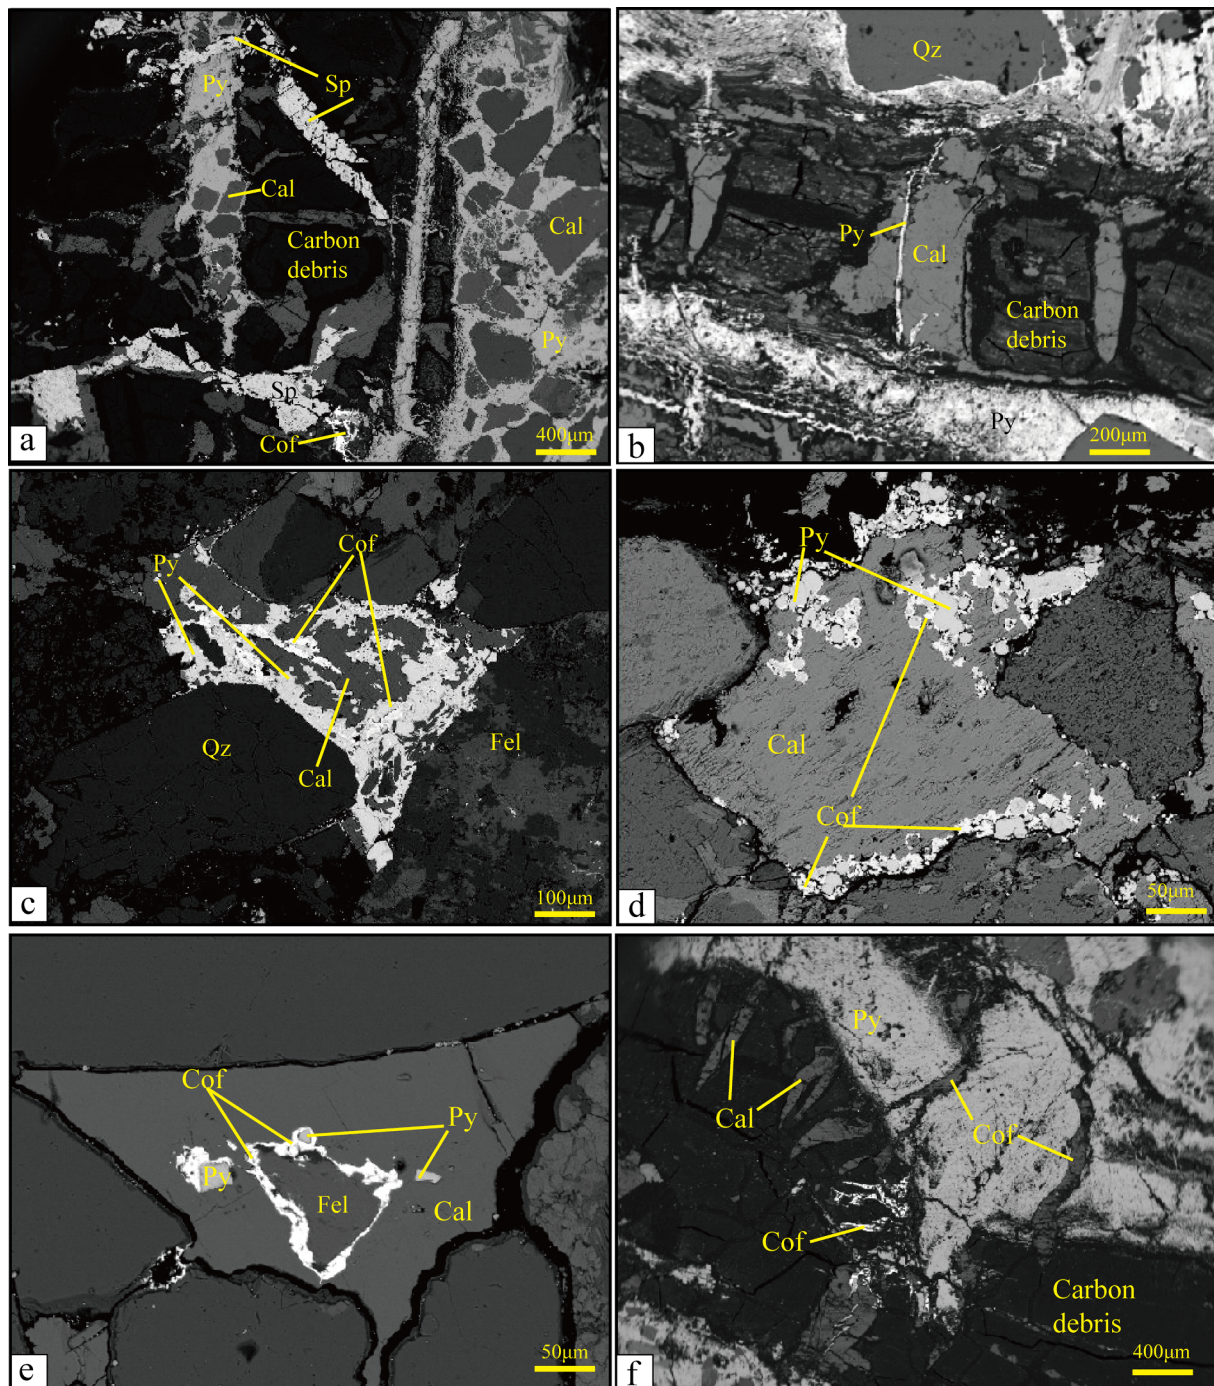 Py
Sp
Cal
Carbon
debris
Cal
Py
Sp
Cof
a
400μm
Qz
Py
Cal
Carbon
debris
Py
b
200μm
Cof
Py
Qz
Cal
Fel
c
100μm
Py
Cal
Cof
d
50μm
Cof
Py
Py
Fel
Cal
e
50μm
Py
Cal
Cof
Cof
Carbon
debris
f
400μm